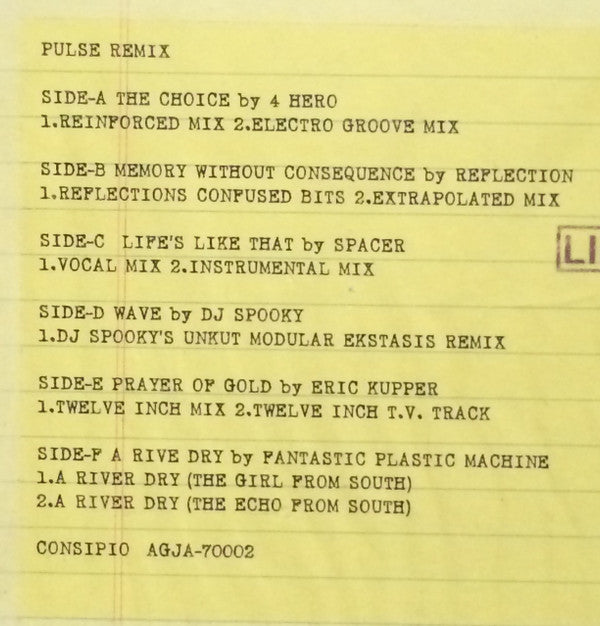 PULSE REMIX
SIDE-A THE CHOICE by 4 HERO
1.REINFORCED MIX 2.ELECTRO GROOVE MIX
SIDE-B MEMORY WITHOUT CONSEQUENCE by REFLECTION
1.REFLECTIONS CONFUSED BITS 2.EXTRAPOLATED MIX
SIDE-C LIFE'S LIKE THAT by SPACER
1.VOCAL MIX 2.INSTRUMENTAL MIX
LI
SIDE-D WAVE by DJ SPOOKY
1.DJ SPOOKY'S UNKUT MODULAR EKSTASIS REMIX
SIDE-E PRAYER OF GOLD by ERIC KUPPER
1.TWELVE INCH MIX 2.TWELVE INCH T.V. TRACK
SIDE-F A RIVE DRY by FANTASTIC PLASTIC MACHINE
1.A RIVER DRY (THE GIRL FROM SOUTH)
2.A RIVER DRY (THE ECHO FROM SOUTH)
CONSIPIO AGJA-70002